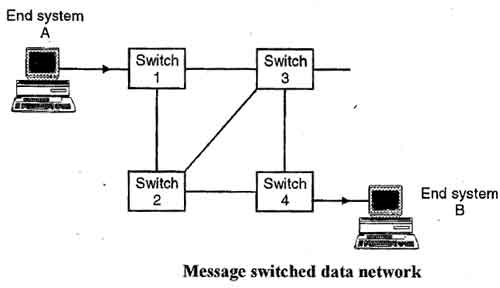 End system
A
Switch
1
Switch
3
Switch
2
Switch
4
End system
B
Message switched data network